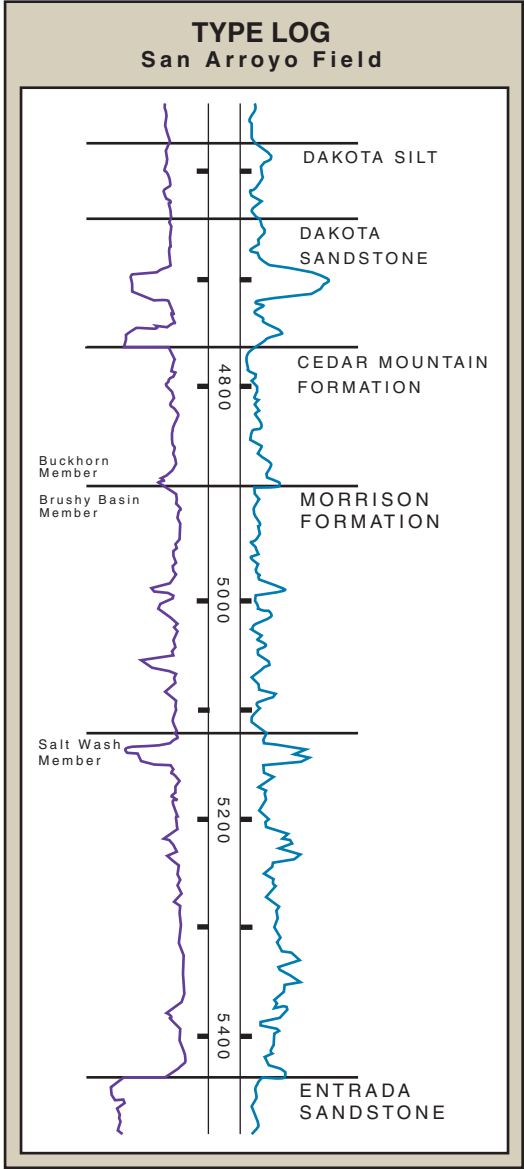 TYPE LOG
San Arroyo Field
DAKOTA SILT
DAKOTA
SANDSTONE
CEDAR MOUNTAIN
FORMATION
4800
Buckhorn
Member
Brushy Basin
Member
MORRISON
FORMATION
5000
Salt Wash
Member
5200
5400
ENTRADA
SANDSTONE